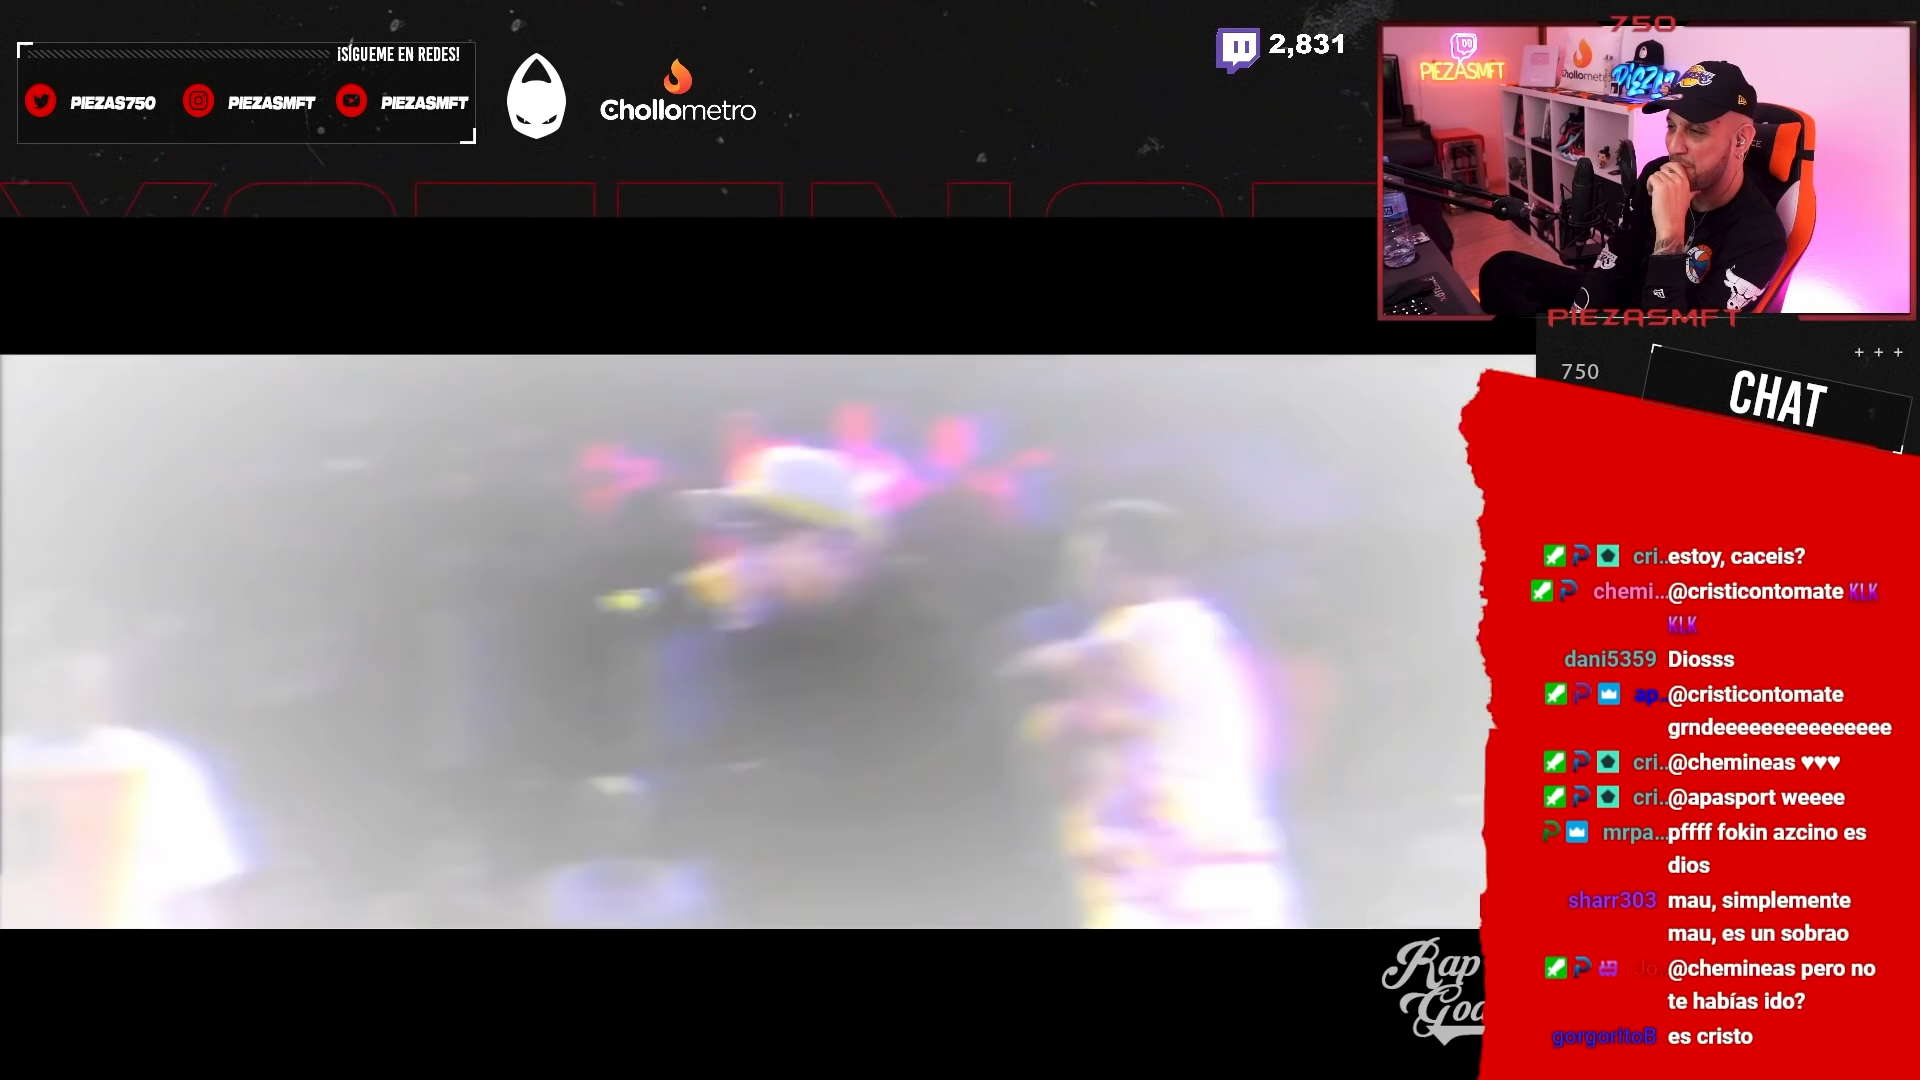 ¡SÍGUEME EN REDES!
PIEZAS750
PIEZASMFT
PIEZASMFT
Chollometro
2,831
750
PIEZASMFT
PIEZASMFT
750
CHAT
cri..estoy, caceis?
chemi...@cristicontomate KLK
KLK
dani5359 Diosss
ap..@cristicontomate
grndeeeeeeeeeeeeeee
cri..@chemineas ♥♥♥
cri..@apasport weeee
mrpa...pffff fokin azcino es
dios
sharr303 mau, simplemente
mau, es un sobrao
Jo..@chemineas pero no
te habías ido?
gorgoritoB es cristo
Rap